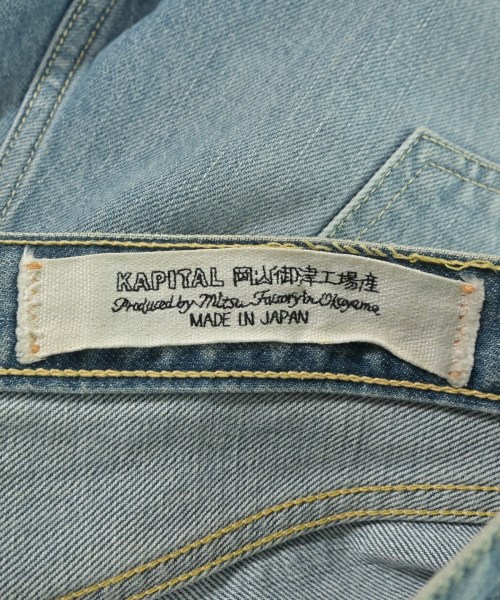 KAPITAL 岡山御津工場産
Produced by Mitsu Factory in Okayama
MADE IN JAPAN